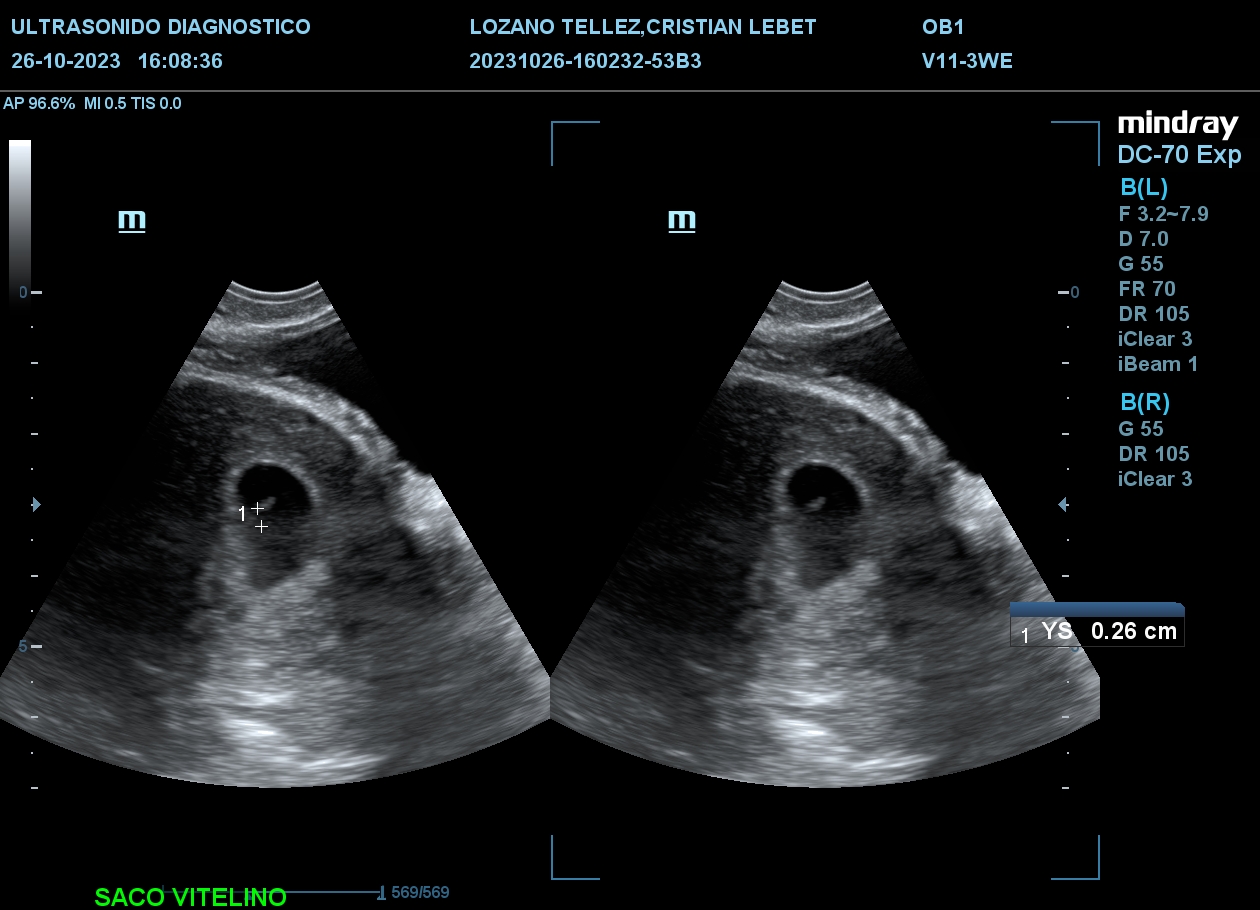 ULTRASONIDO DIAGNOSTICO
LOZANO TELLEZ,CRISTIAN LEBET
OB1
26-10-2023 16:08:36
20231026-160232-53B3
V11-3WE
AP 96.6% MI 0.5 TIS 0.0
mindray
DC-70 Exp
B(L)
F 3.2~7.9
D 7.0
G 55
FR 70
DR 105
iClear 3
iBeam 1
B(R)
G 55
DR 105
iClear 3
m
m
0
0
1
5
1 YS 0.26 cm
569/569
SACO VITELINO